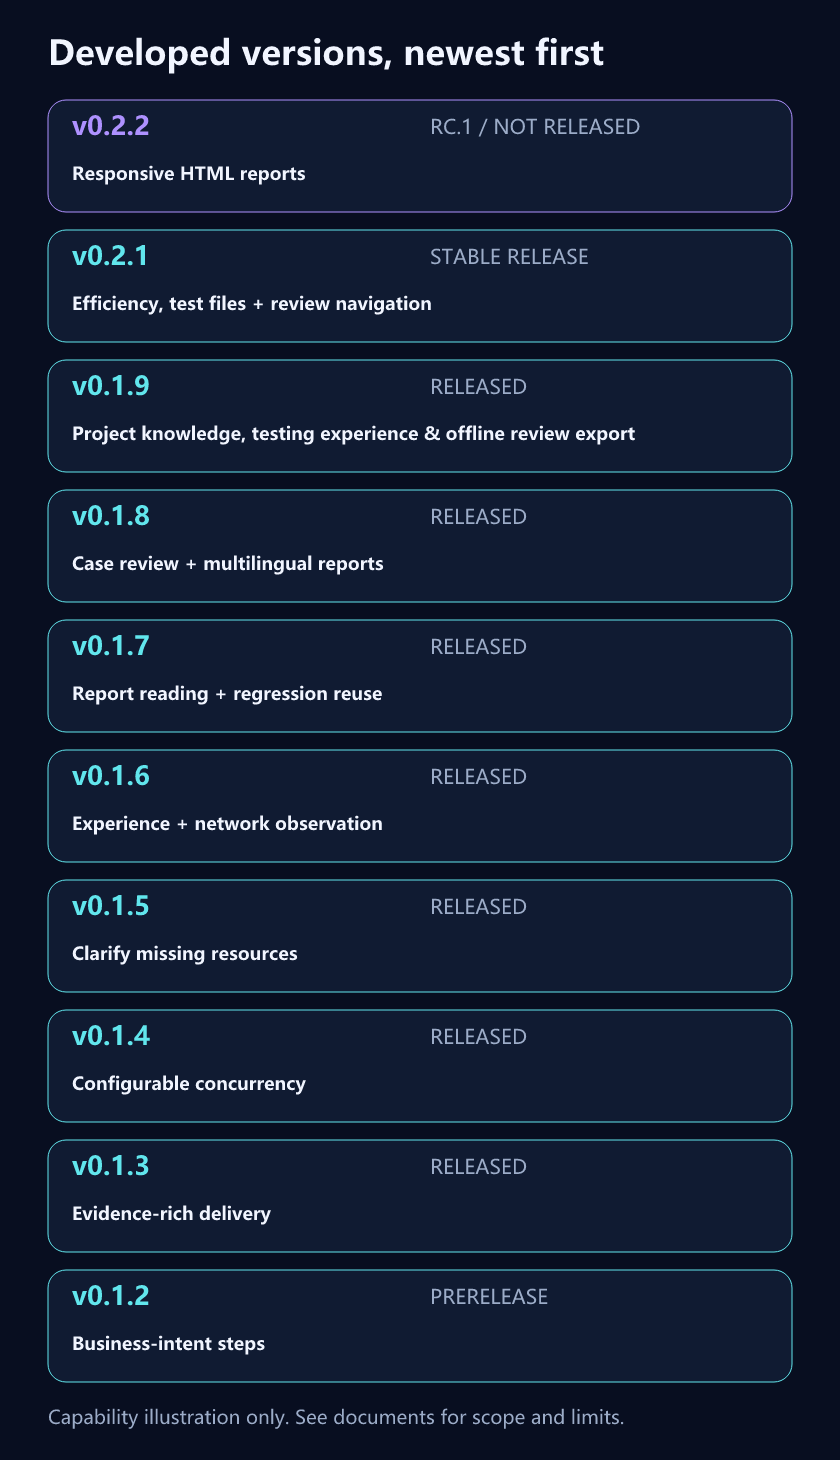 Developed versions, newest first
v0.2.2 RC.1 / NOT RELEASED
Responsive HTML reports
v0.2.1 STABLE RELEASE
Efficiency, test files + review navigation
v0.1.9 RELEASED
Project knowledge, testing experience & offline review export
v0.1.8 RELEASED
Case review + multilingual reports
v0.1.7 RELEASED
Report reading + regression reuse
v0.1.6 RELEASED
Experience + network observation
v0.1.5 RELEASED
Clarify missing resources
v0.1.4 RELEASED
Configurable concurrency
v0.1.3 RELEASED
Evidence-rich delivery
v0.1.2 PRERELEASE
Business-intent steps
Capability illustration only. See documents for scope and limits.